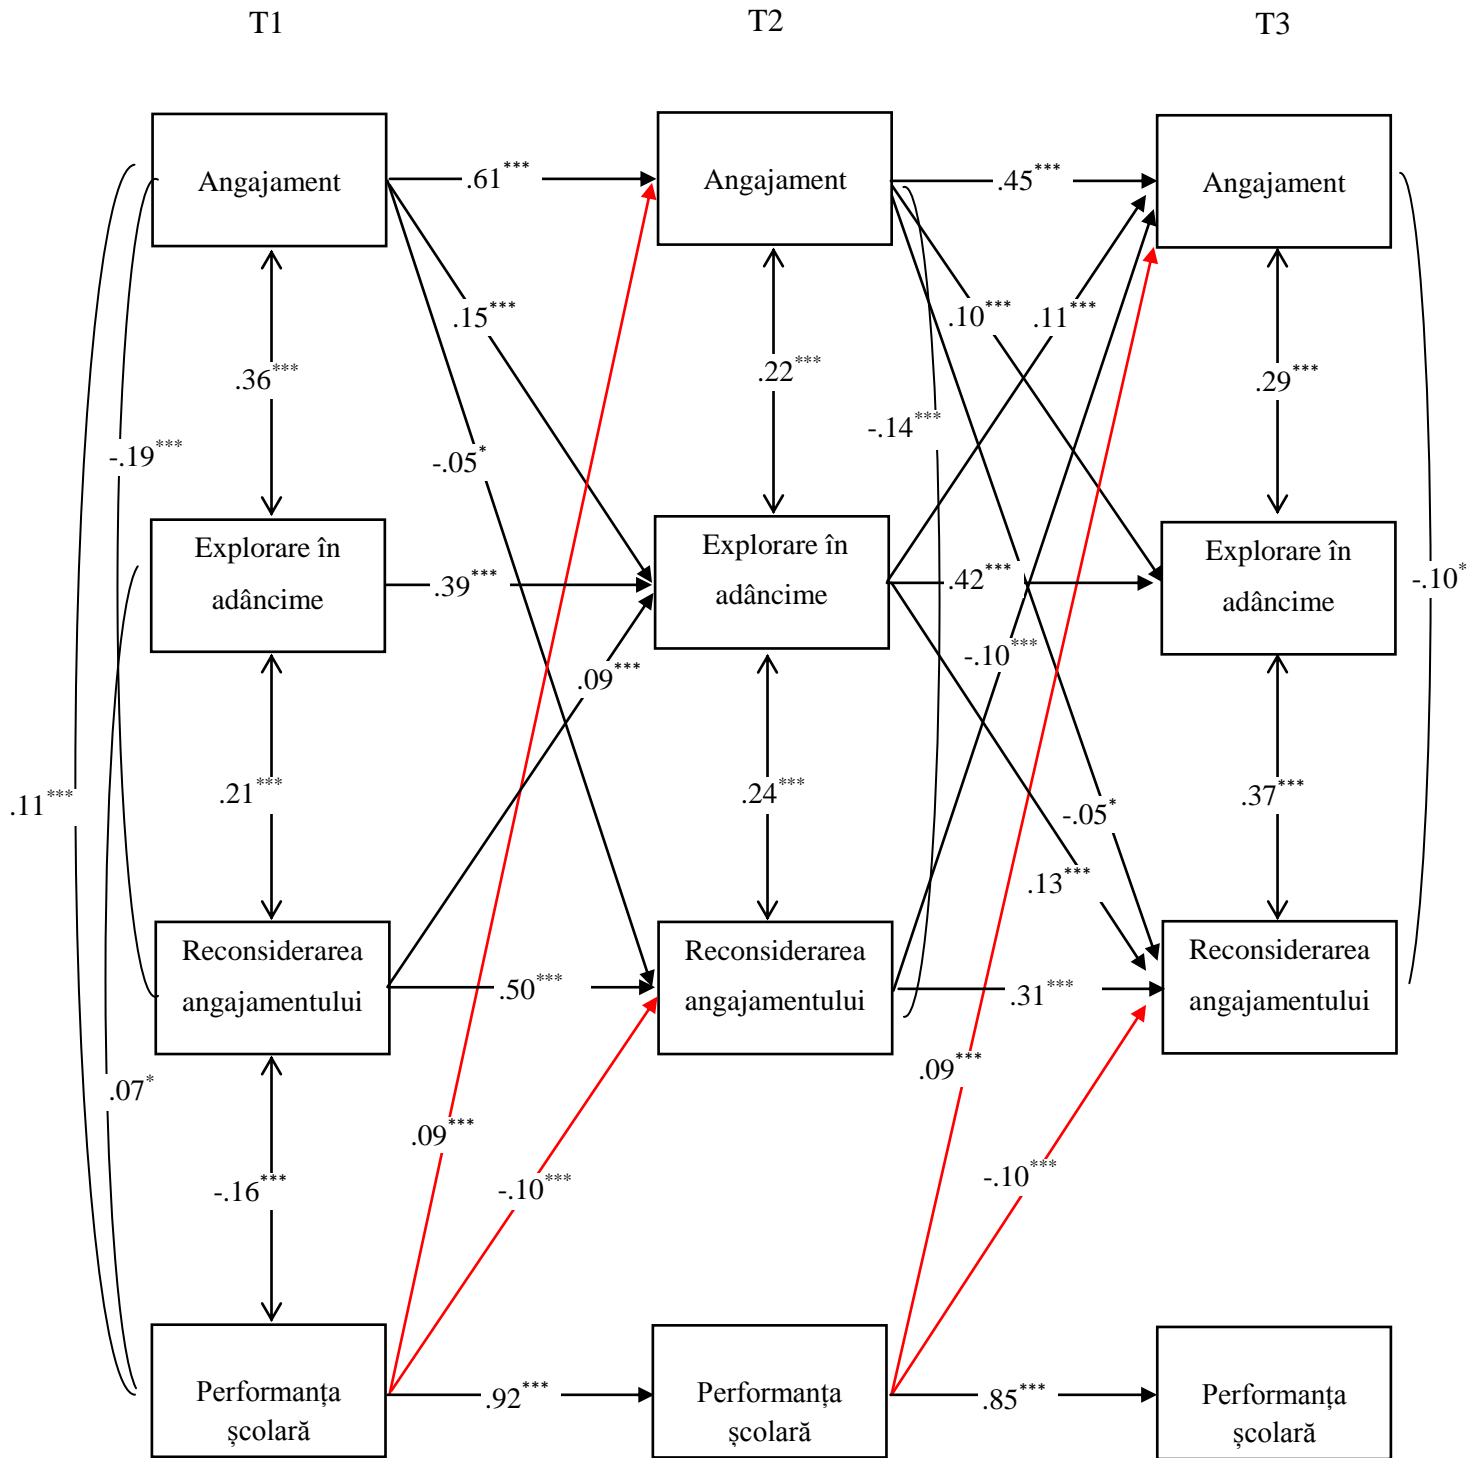 T1
T2
T3
Angajament
.61***
Angajament
.45***
Angajament
.15***
.10***
.11***
.36***
.22***
.29***
-.19***
-.05*
-.14***
Explorare în
adâncime
.39***
Explorare în
adâncime
.42***
Explorare în
adâncime
-.10*
.09***
-.10***
.11***
.21***
.24***
-.05*
.37***
.13***
Reconsiderarea
angajamentului
.50***
Reconsiderarea
angajamentului
.31***
Reconsiderarea
angajamentului
.07*
.09***
.09***
-.16***
-.10***
-.10***
Performanța
școlară
.92***
Performanța
școlară
.85***
Performanța
școlară